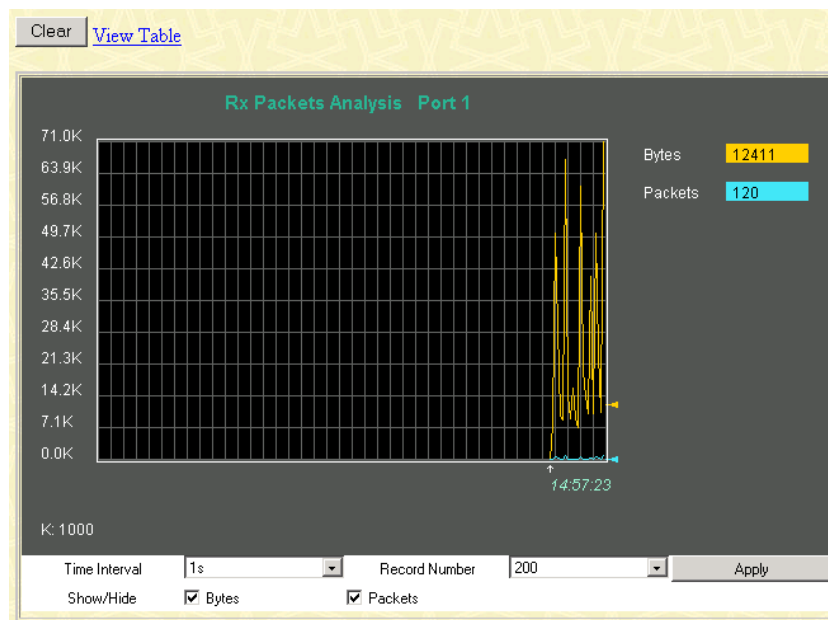 Clear View Table
Rx Packets Analysis Port 1
71.0K
63.9K
56.8K
49.7K
42.6K
35.5K
28.4K
21.3K
14.2K
7.1K
0.0K
Bytes 12411
Packets 120
14:57:23
K: 1000
Time Interval 1s Record Number 200 Apply
Show/Hide Bytes Packets